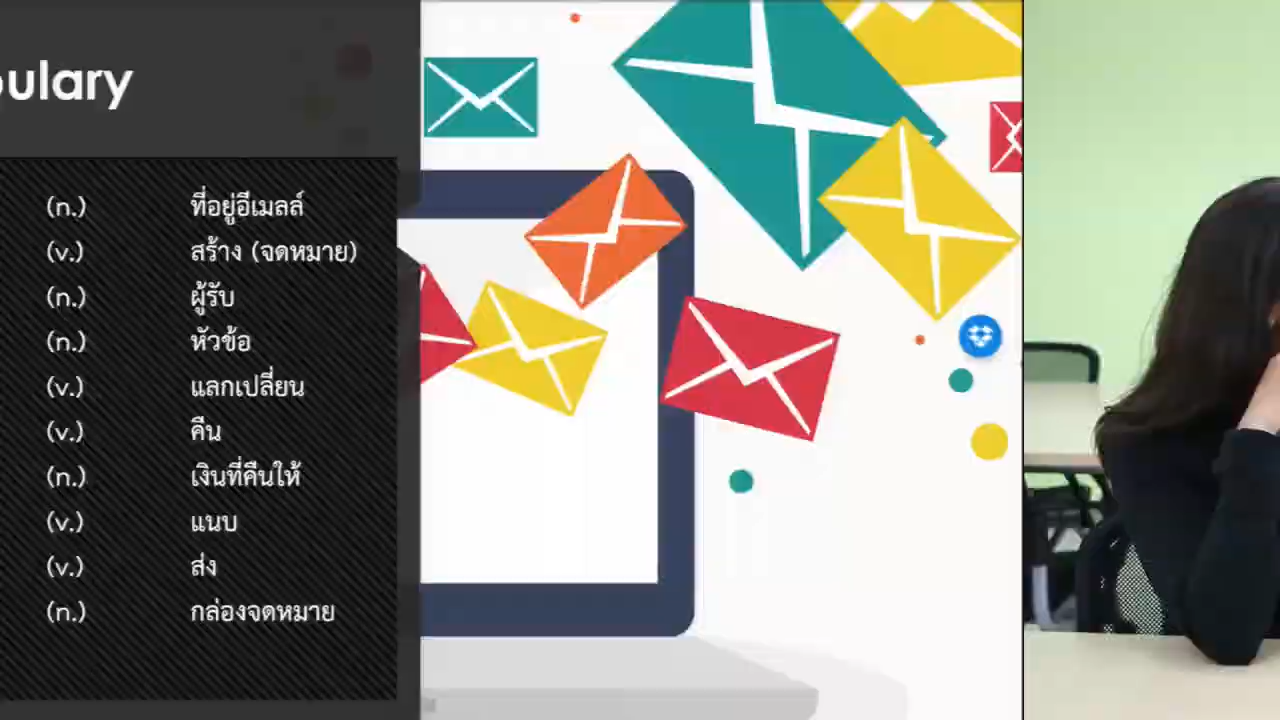 ulary
(n.) ที่อยู่อีเมลล์
(v.) สร้าง (จดหมาย)
(n.) ผู้รับ
(n.) หัวข้อ
(v.) แลกเปลี่ยน
(v.) คืน
(n.) เงินที่คืนให้
(v.) แนบ
(v.) ส่ง
(n.) กล่องจดหมาย